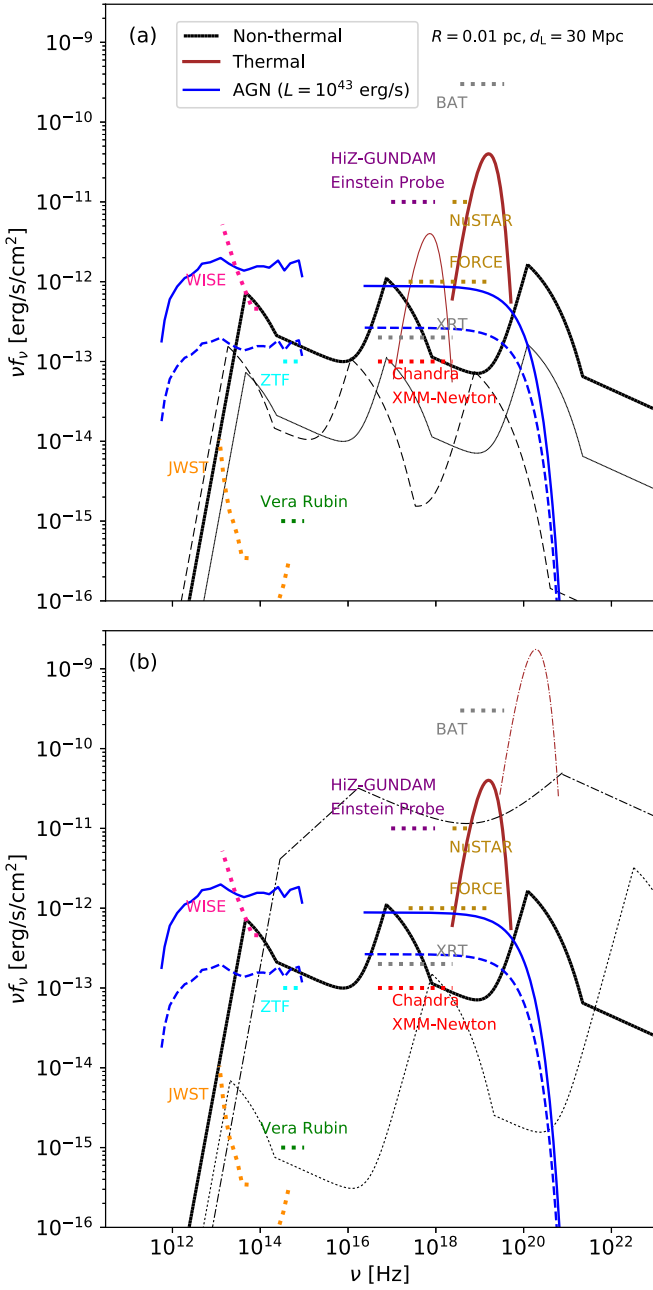 (a)
Non-thermal
Thermal
AGN (L = 10^43 erg/s)
R = 0.01 pc, d_L = 30 Mpc
10^−9
10^−10
10^−11
10^−12
10^−13
10^−14
10^−15
10^−16
νf_ν [erg/s/cm^2]
BAT
HiZ-GUNDAM
Einstein Probe
NuSTAR
FORCE
WISE
XRT
ZTF
Chandra
XMM-Newton
JWST
Vera Rubin
(b)
10^−9
10^−10
10^−11
10^−12
10^−13
10^−14
10^−15
10^−16
νf_ν [erg/s/cm^2]
BAT
HiZ-GUNDAM
Einstein Probe
NuSTAR
FORCE
WISE
XRT
ZTF
Chandra
XMM-Newton
JWST
Vera Rubin
10^12 10^14 10^16 10^18 10^20 10^22
ν [Hz]